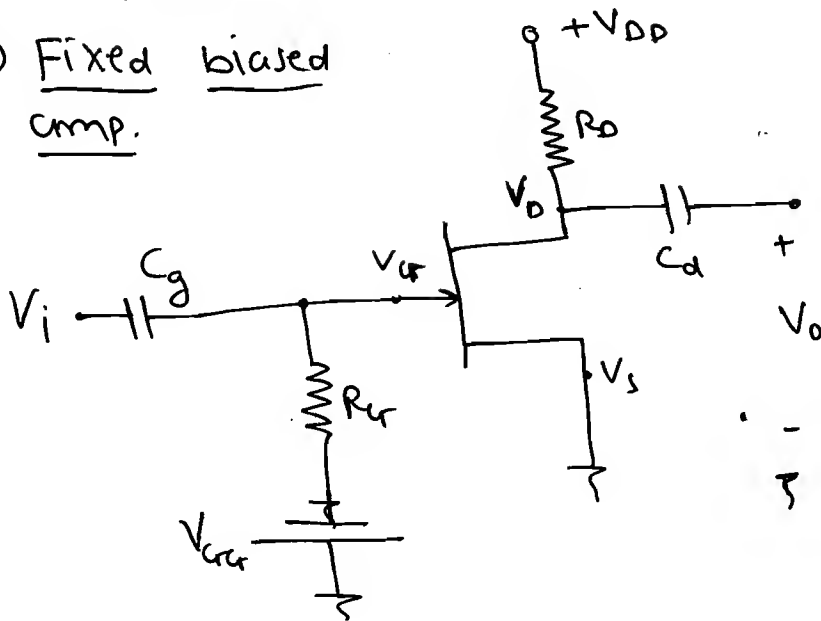 ) Fixed biased
amp.
+VDD
RD
VD
Cd
+
Vo
-
Cg
VG
Vi
RG
VS
VGG